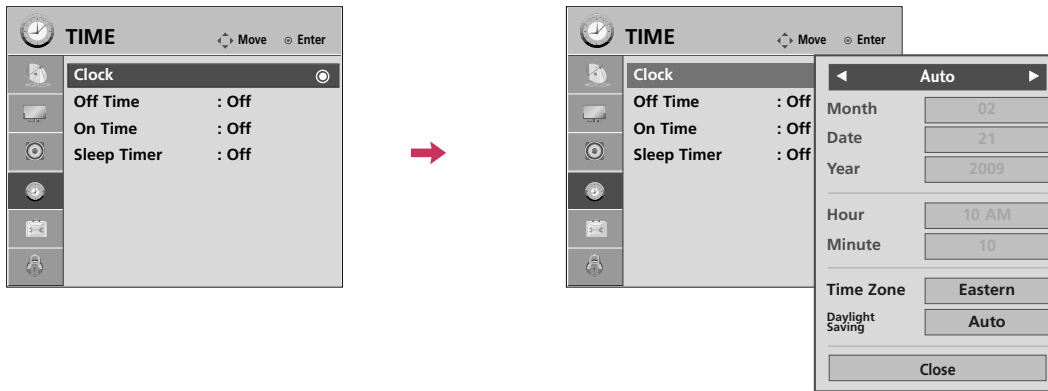 TIME Move Enter
Clock
Off Time : Off
On Time : Off
Sleep Timer : Off
TIME Move Enter
Clock
Off Time : Off
On Time : Off
Sleep Timer : Off
Auto
Month 02
Date 21
Year 2009
Hour 10 AM
Minute 10
Time Zone Eastern
Daylight
Saving Auto
Close